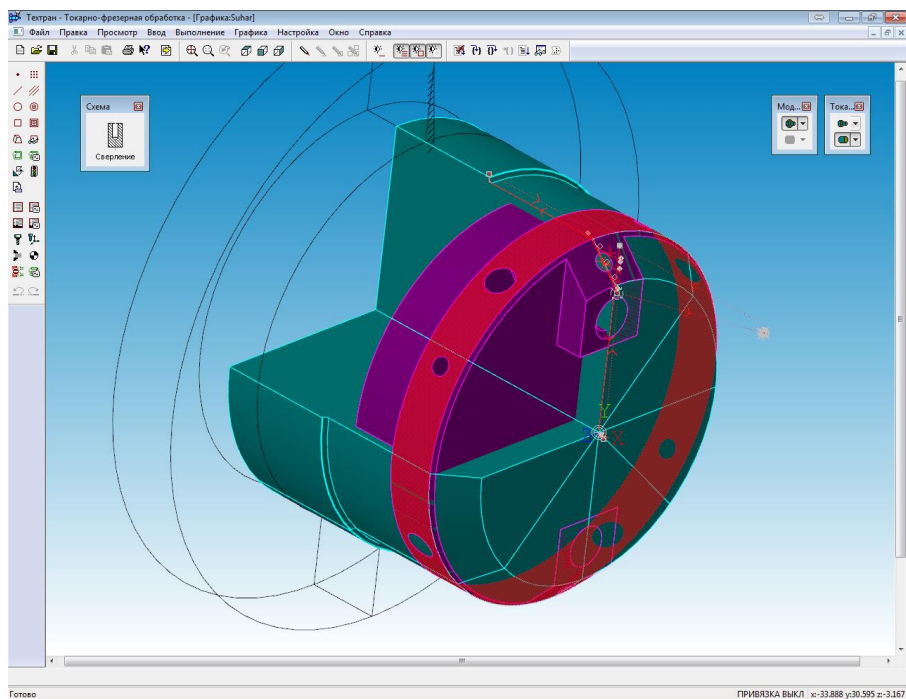 Техтран - Токарно-фрезерная обработка - [Графика:Suhar]
Файл Правка Просмотр Ввод Выполнение Графика Настройка Окно Справка
Схема
Сверление
Мод...
Тока...
Y
X
Готово
ПРИВЯЗКА ВЫКЛ x:-33.888 y:30.595 z:-3.167